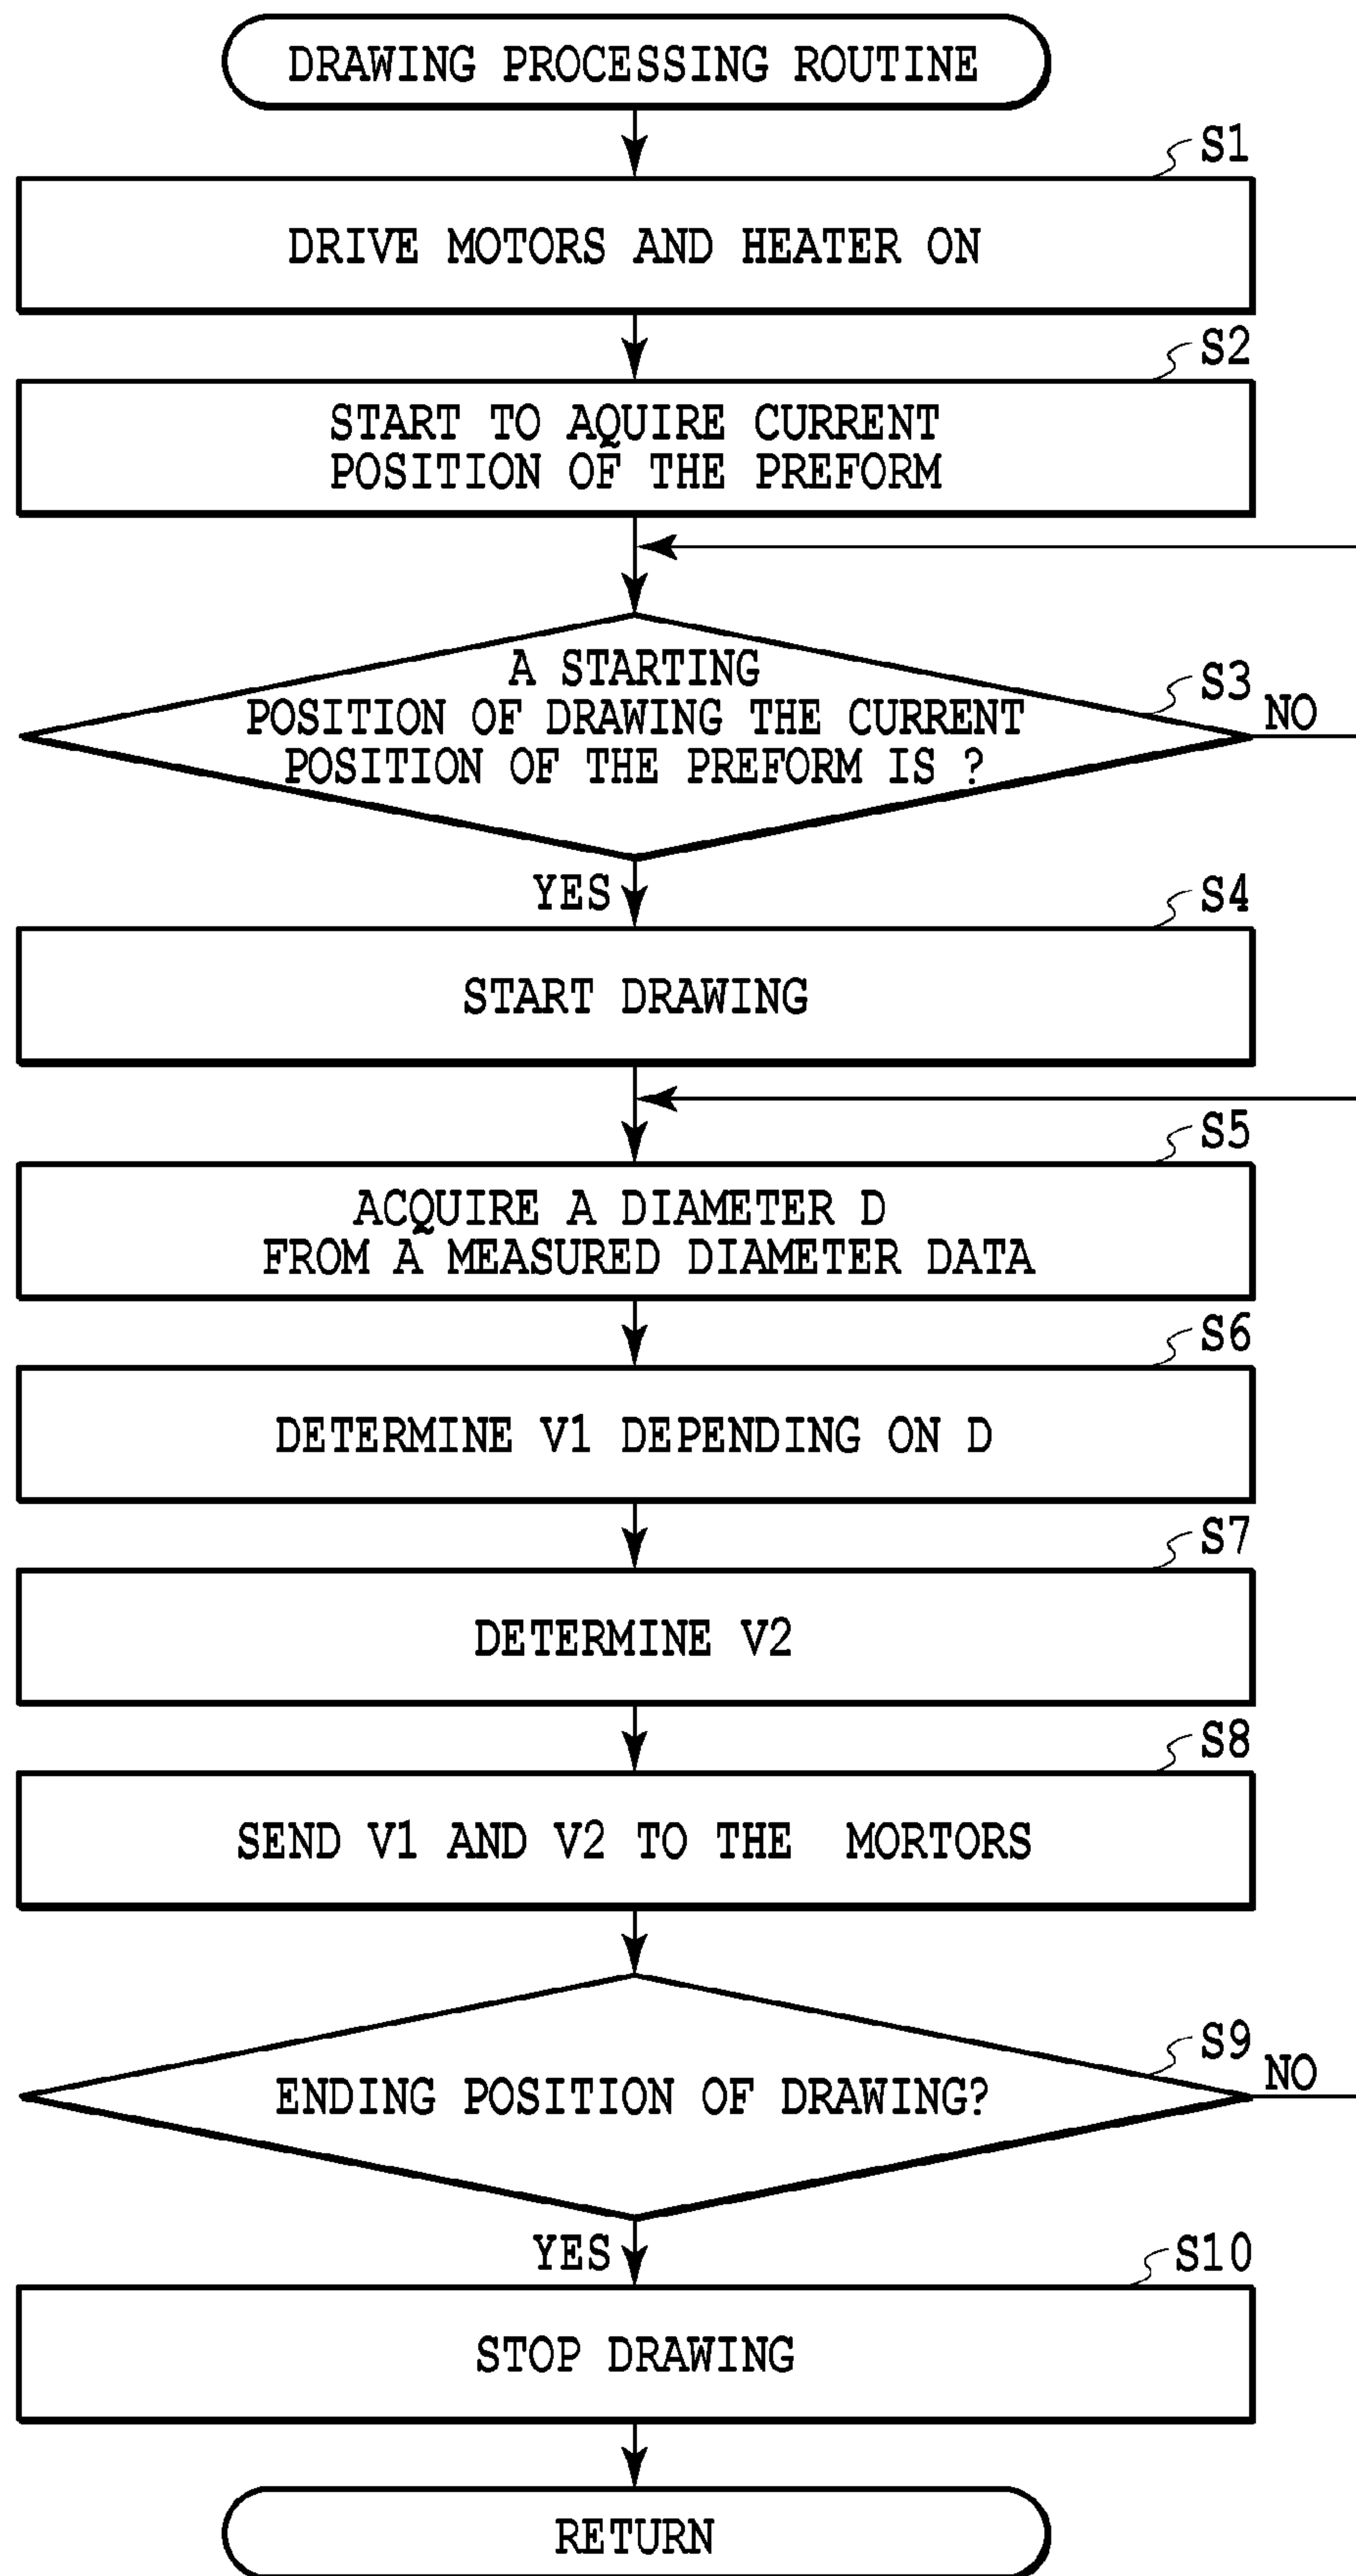 DRAWING PROCESSING ROUTINE
S1
DRIVE MOTORS AND HEATER ON
S2
START TO AQUIRE CURRENT
POSITION OF THE PREFORM
A STARTING
POSITION OF DRAWING THE CURRENT
POSITION OF THE PREFORM IS ?
S3
NO
YES
S4
START DRAWING
S5
ACQUIRE A DIAMETER D
FROM A MEASURED DIAMETER DATA
S6
DETERMINE V1 DEPENDING ON D
S7
DETERMINE V2
S8
SEND V1 AND V2 TO THE MORTORS
S9
NO
ENDING POSITION OF DRAWING?
YES
S10
STOP DRAWING
RETURN